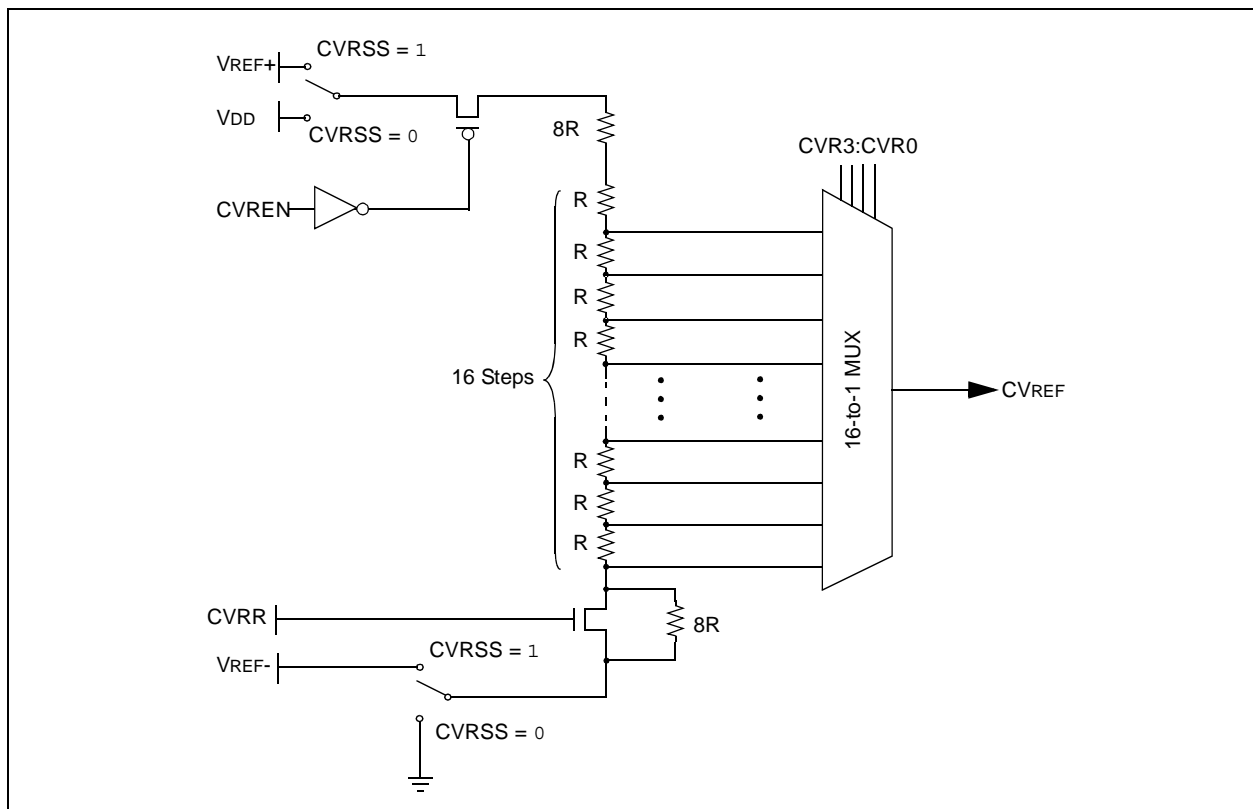 CVRSS = 1
VREF+
VDD
CVRSS = 0
8R
CVR3:CVR0
CVREN
R
R
R
R
16 Steps
16-to-1 MUX
CVREF
R
R
R
CVRR
8R
CVRSS = 1
VREF-
CVRSS = 0